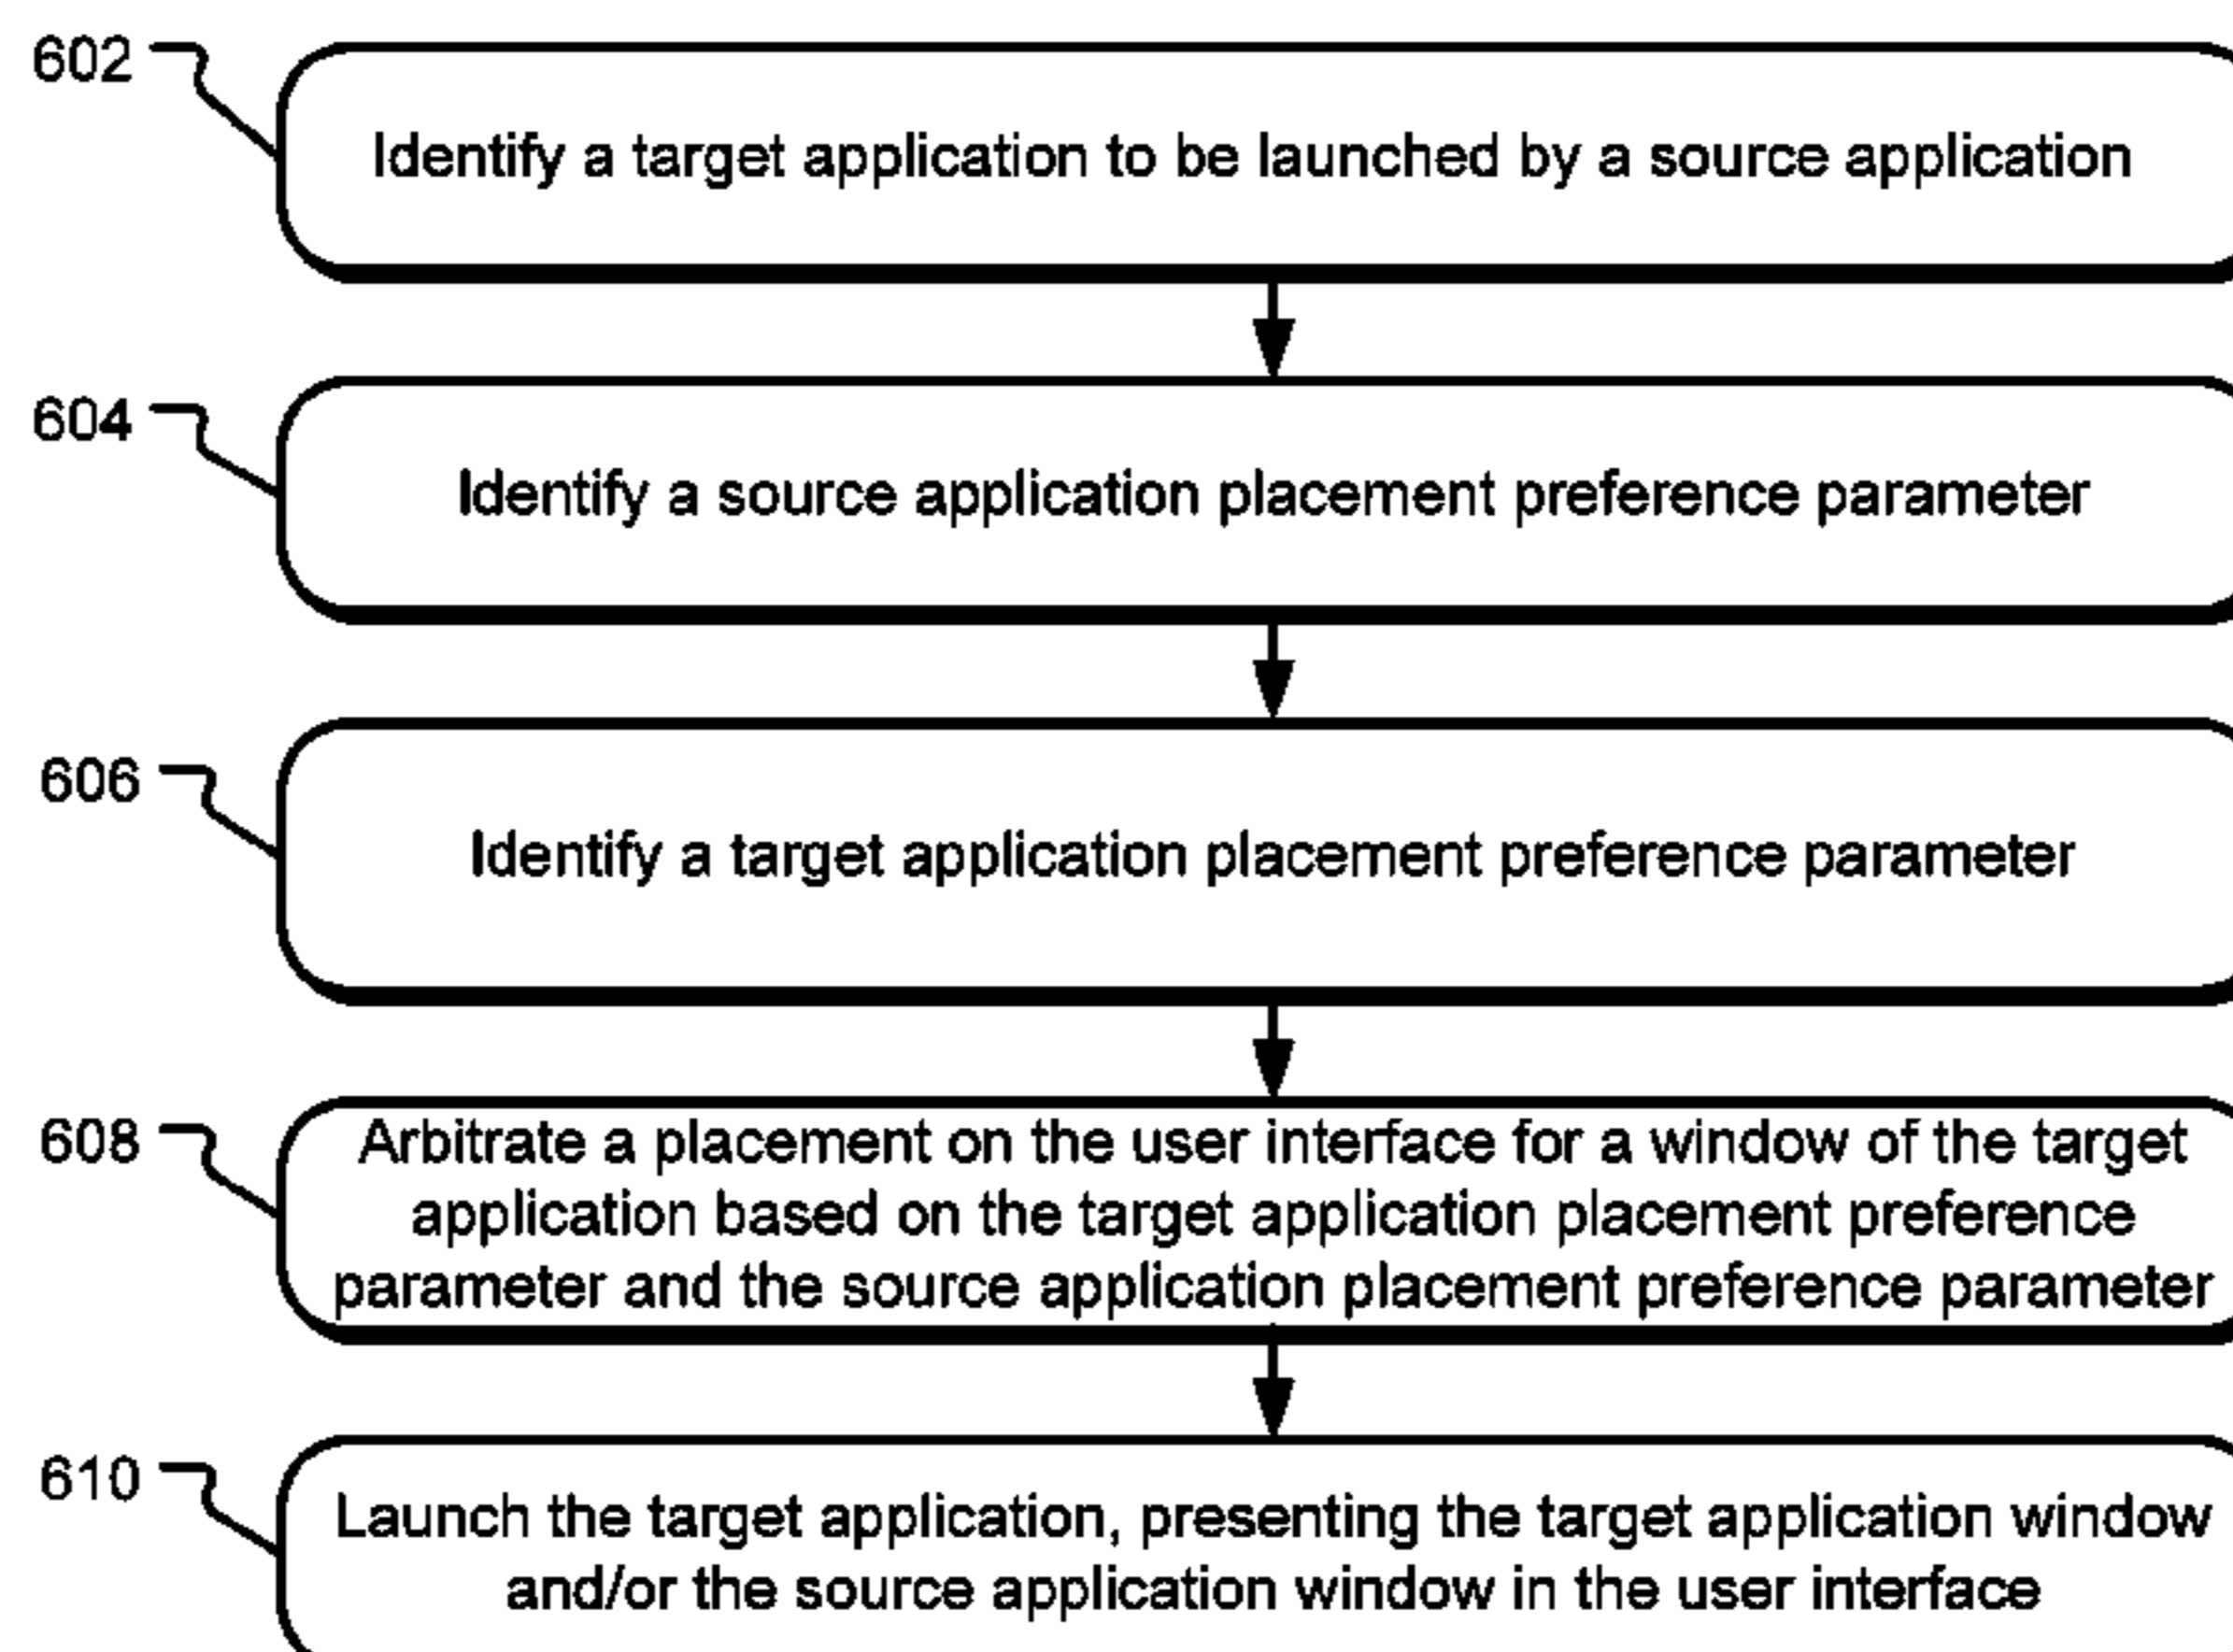 602
Identify a target application to be launched by a source application
604
Identify a source application placement preference parameter
606
Identify a target application placement preference parameter
608
Arbitrate a placement on the user interface for a window of the target
application based on the target application placement preference
parameter and the source application placement preference parameter
610
Launch the target application, presenting the target application window
and/or the source application window in the user interface